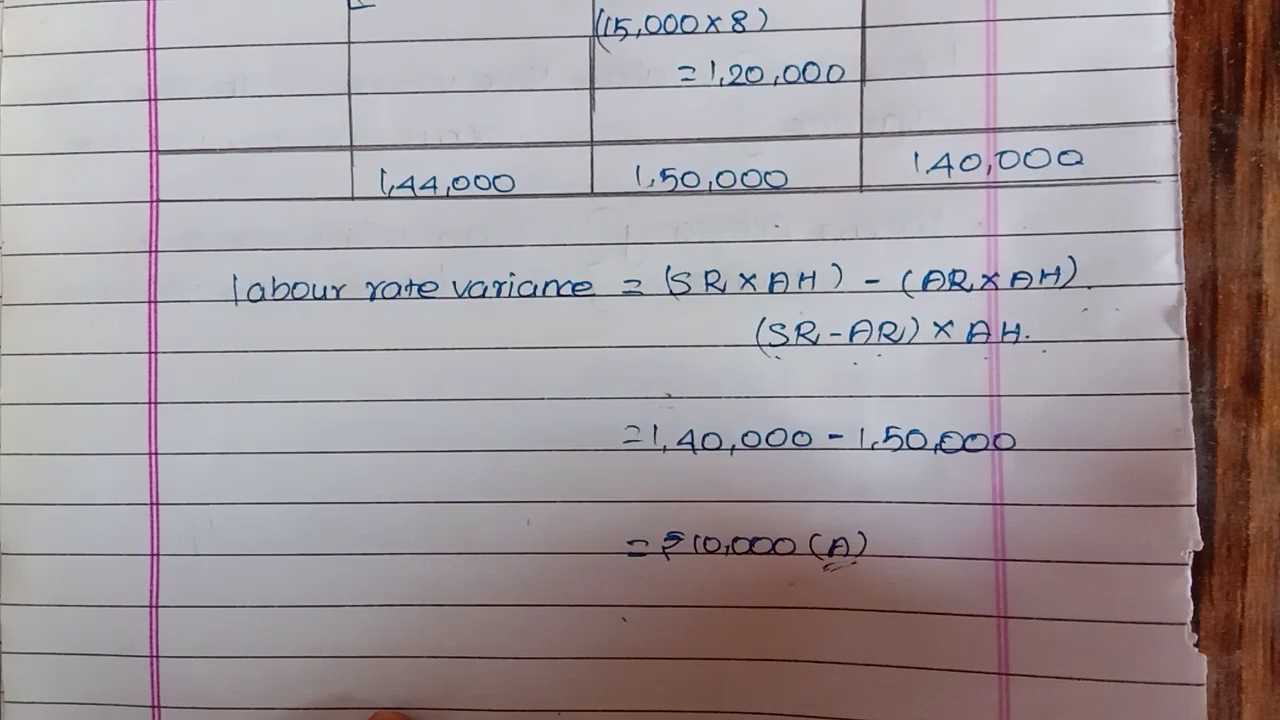 (15,000×8)
=1,20,000
1,44,000 1,50,000 1,40,000
labour rate variance = (SR×AH) - (AR×AH)
(SR-AR)×AH.
=1,40,000-1,50,000
=₹10,000 (A)